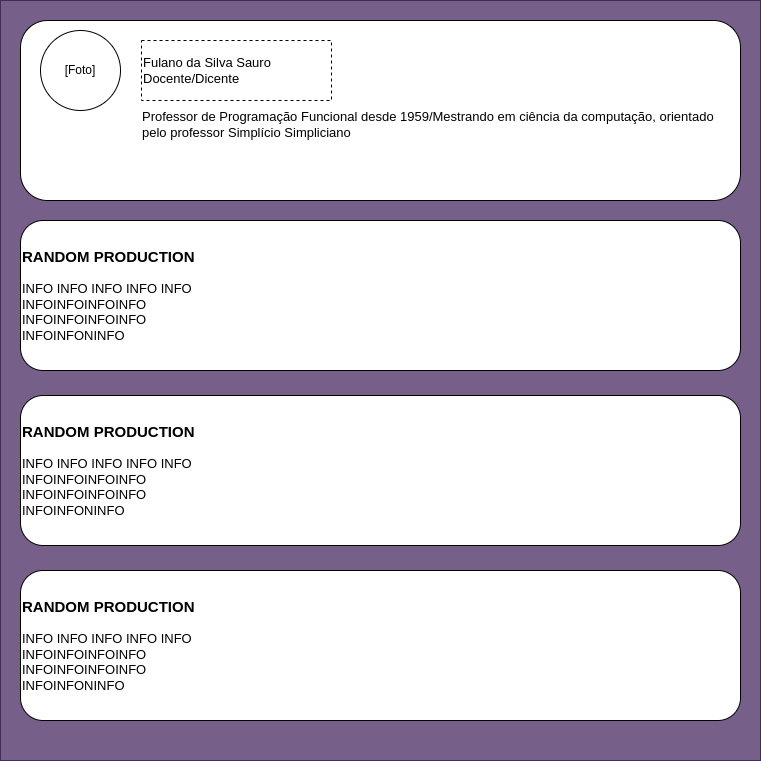 [Foto]
Fulano da Silva Sauro
Docente/Dicente
Professor de Programação Funcional desde 1959/Mestrando em ciência da computação, orientado
pelo professor Simplício Simpliciano
RANDOM PRODUCTION
INFO INFO INFO INFO INFO
INFOINFOINFOINFO
INFOINFOINFOINFO
INFOINFONINFO
RANDOM PRODUCTION
INFO INFO INFO INFO INFO
INFOINFOINFOINFO
INFOINFOINFOINFO
INFOINFONINFO
RANDOM PRODUCTION
INFO INFO INFO INFO INFO
INFOINFOINFOINFO
INFOINFOINFOINFO
INFOINFONINFO